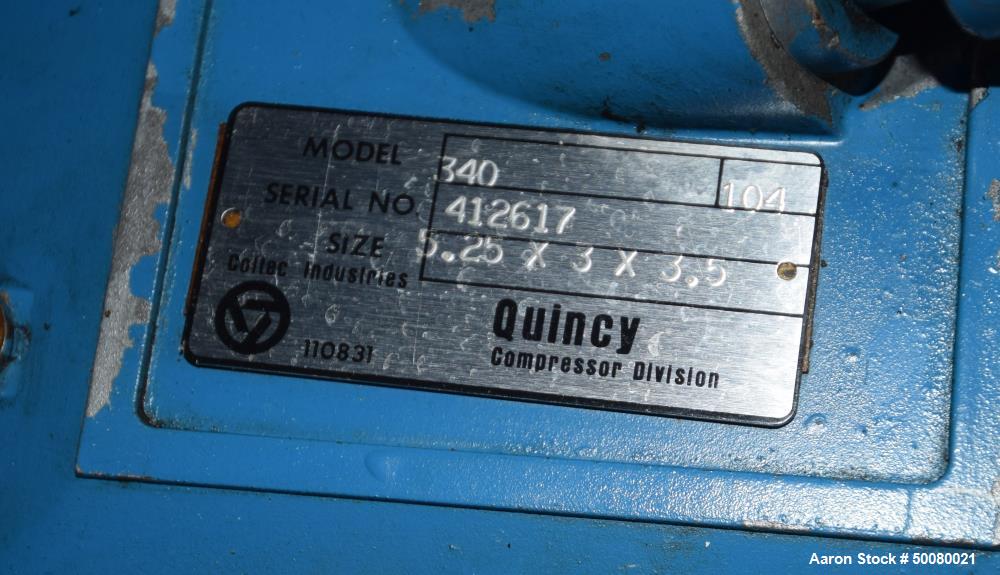 MODEL 340 104
SERIAL NO. 412617
SIZE 5.25 X 3 X 3.5
Coltec Industries
110831
Quincy
Compressor Division
Aaron Stock # 50080021